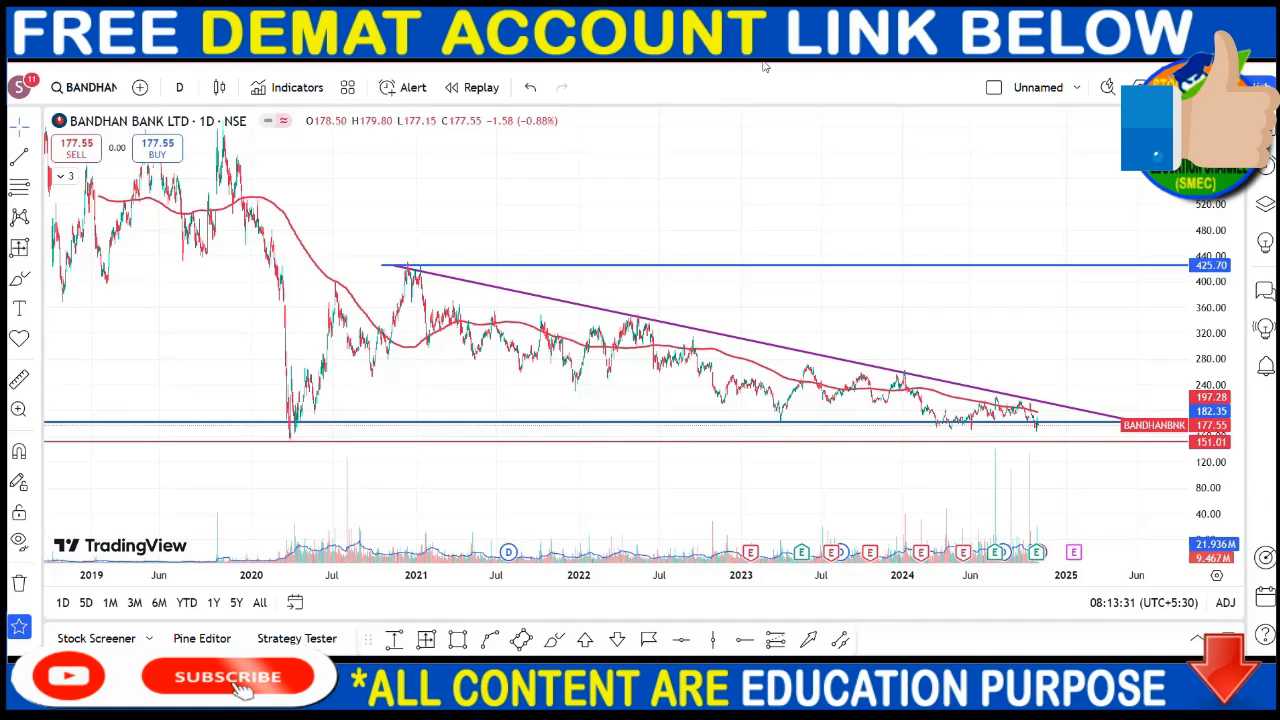 FREE DEMAT ACCOUNT LINK BELOW
S 11 BANDHAN D Indicators Alert Replay Unnamed
BANDHAN BANK LTD · 1D · NSE O178.50 H179.80 L177.15 C177.55 −1.58 (−0.88%)
177.55 SELL 0.00 177.55 BUY
3
EDUCATION CHANNEL
(SMEC)
520.00
480.00
440.00
425.70
400.00
360.00
320.00
280.00
240.00
197.28
182.35
BANDHANBNK 177.55
151.01
120.00
80.00
40.00
TradingView
D E E E E E E E E E
21.936M
9.467M
2019 Jun 2020 Jul 2021 Jul 2022 Jul 2023 Jul 2024 Jun 2025 Jun
1D 5D 1M 3M 6M YTD 1Y 5Y All 08:13:31 (UTC+5:30) ADJ
Stock Screener Pine Editor Strategy Tester
SUBSCRIBE
*ALL CONTENT ARE EDUCATION PURPOSE